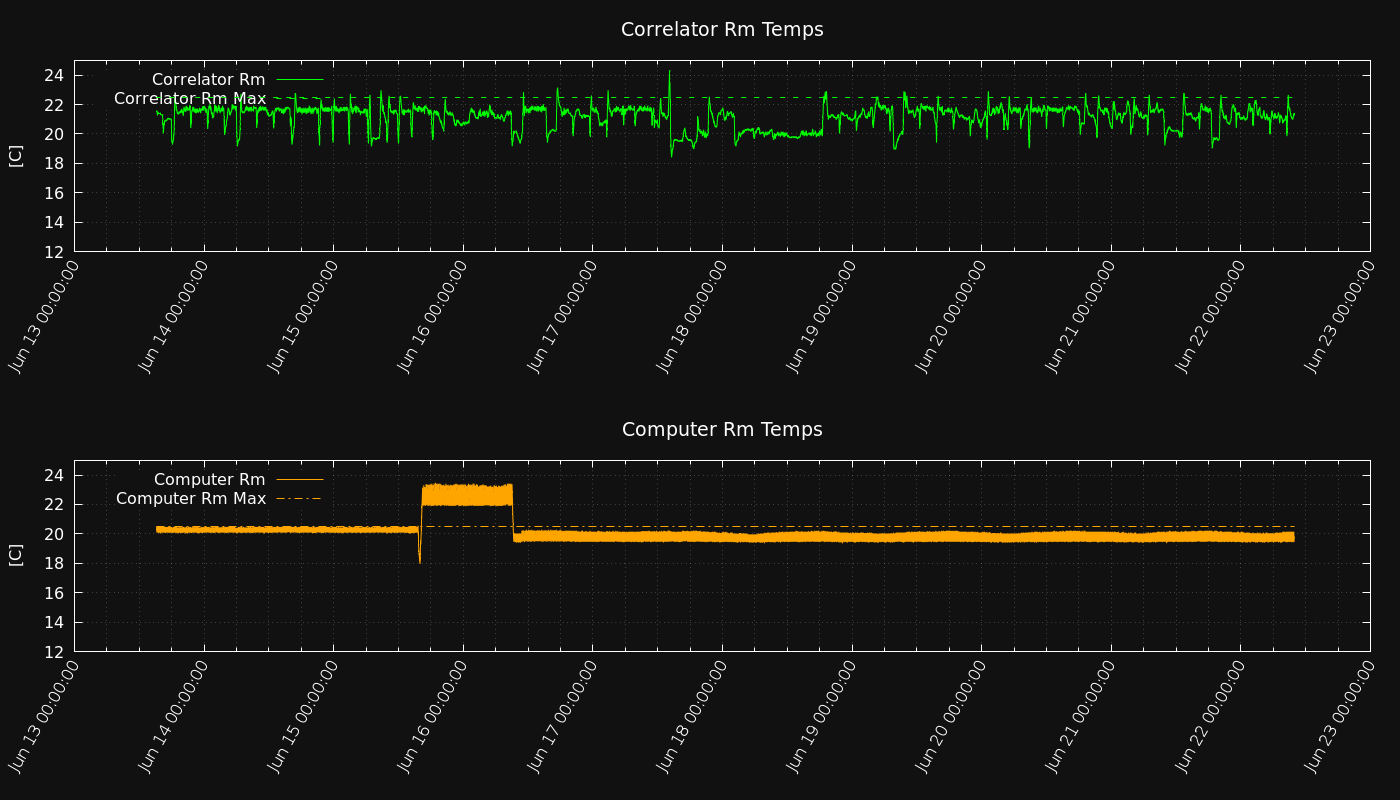 Correlator Rm Temps
Correlator Rm
Correlator Rm Max
24
22
20
18
16
14
12
[C]
Jun 13 00:00:00
Jun 14 00:00:00
Jun 15 00:00:00
Jun 16 00:00:00
Jun 17 00:00:00
Jun 18 00:00:00
Jun 19 00:00:00
Jun 20 00:00:00
Jun 21 00:00:00
Jun 22 00:00:00
Jun 23 00:00:00
Computer Rm Temps
Computer Rm
Computer Rm Max
24
22
20
18
16
14
12
[C]
Jun 13 00:00:00
Jun 14 00:00:00
Jun 15 00:00:00
Jun 16 00:00:00
Jun 17 00:00:00
Jun 18 00:00:00
Jun 19 00:00:00
Jun 20 00:00:00
Jun 21 00:00:00
Jun 22 00:00:00
Jun 23 00:00:00